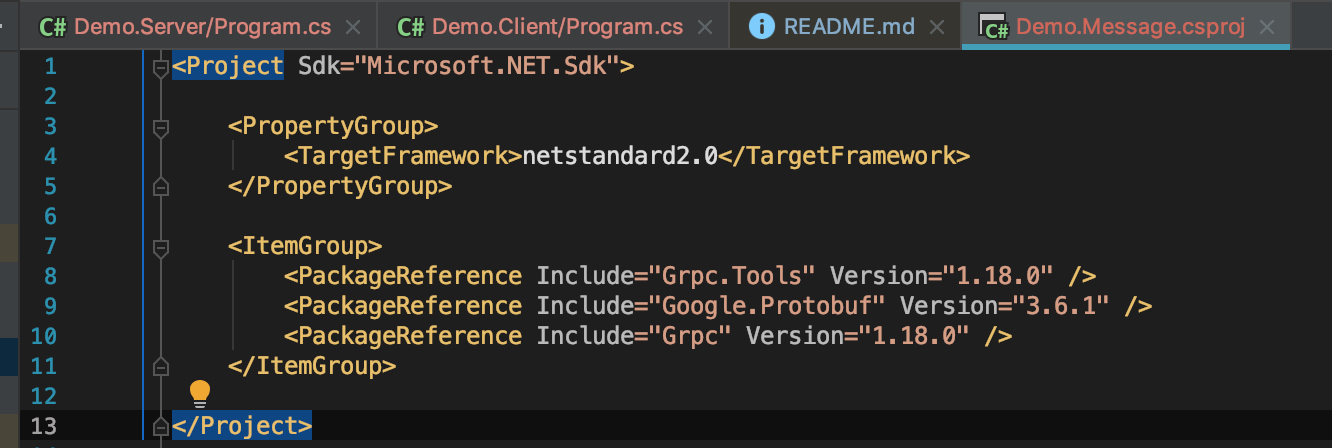 C# Demo.Server/Program.cs × C# Demo.Client/Program.cs × i README.md × C# Demo.Message.csproj ×
1 <Project Sdk="Microsoft.NET.Sdk">
2
3     <PropertyGroup>
4         <TargetFramework>netstandard2.0</TargetFramework>
5     </PropertyGroup>
6
7     <ItemGroup>
8         <PackageReference Include="Grpc.Tools" Version="1.18.0" />
9         <PackageReference Include="Google.Protobuf" Version="3.6.1" />
10         <PackageReference Include="Grpc" Version="1.18.0" />
11     </ItemGroup>
12
13 </Project>